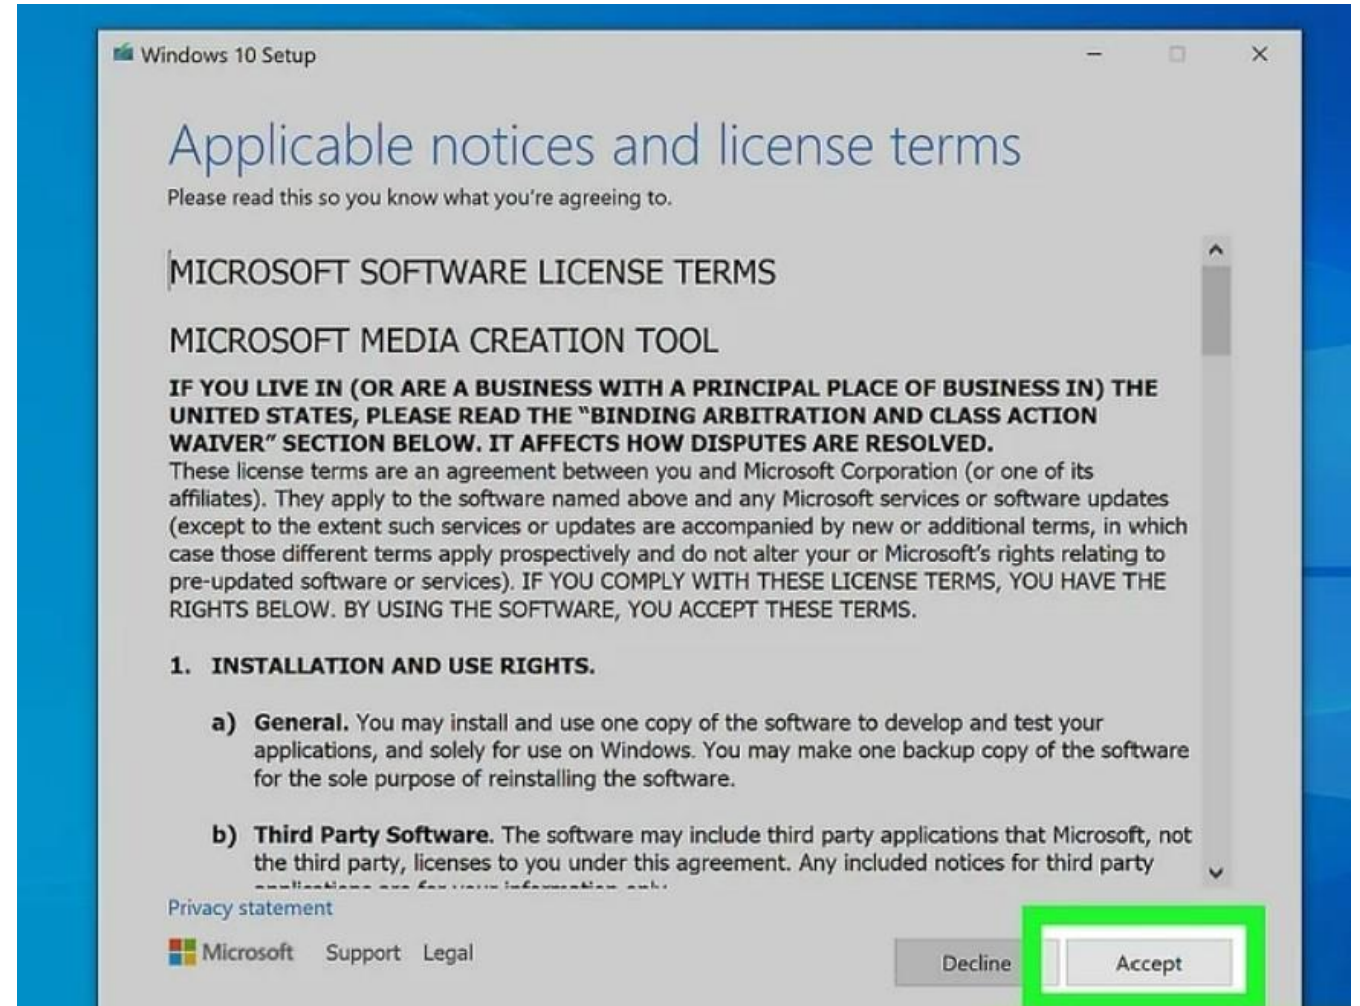 Windows 10 Setup
Applicable notices and license terms
Please read this so you know what you're agreeing to.
MICROSOFT SOFTWARE LICENSE TERMS
MICROSOFT MEDIA CREATION TOOL
IF YOU LIVE IN (OR ARE A BUSINESS WITH A PRINCIPAL PLACE OF BUSINESS IN) THE
UNITED STATES, PLEASE READ THE “BINDING ARBITRATION AND CLASS ACTION
WAIVER” SECTION BELOW. IT AFFECTS HOW DISPUTES ARE RESOLVED.
These license terms are an agreement between you and Microsoft Corporation (or one of its
affiliates). They apply to the software named above and any Microsoft services or software updates
(except to the extent such services or updates are accompanied by new or additional terms, in which
case those different terms apply prospectively and do not alter your or Microsoft’s rights relating to
pre-updated software or services). IF YOU COMPLY WITH THESE LICENSE TERMS, YOU HAVE THE
RIGHTS BELOW. BY USING THE SOFTWARE, YOU ACCEPT THESE TERMS.
1. INSTALLATION AND USE RIGHTS.
a) General. You may install and use one copy of the software to develop and test your
applications, and solely for use on Windows. You may make one backup copy of the software
for the sole purpose of reinstalling the software.
b) Third Party Software. The software may include third party applications that Microsoft, not
the third party, licenses to you under this agreement. Any included notices for third party
applications are for your information only.
Privacy statement
Microsoft Support Legal
Decline Accept